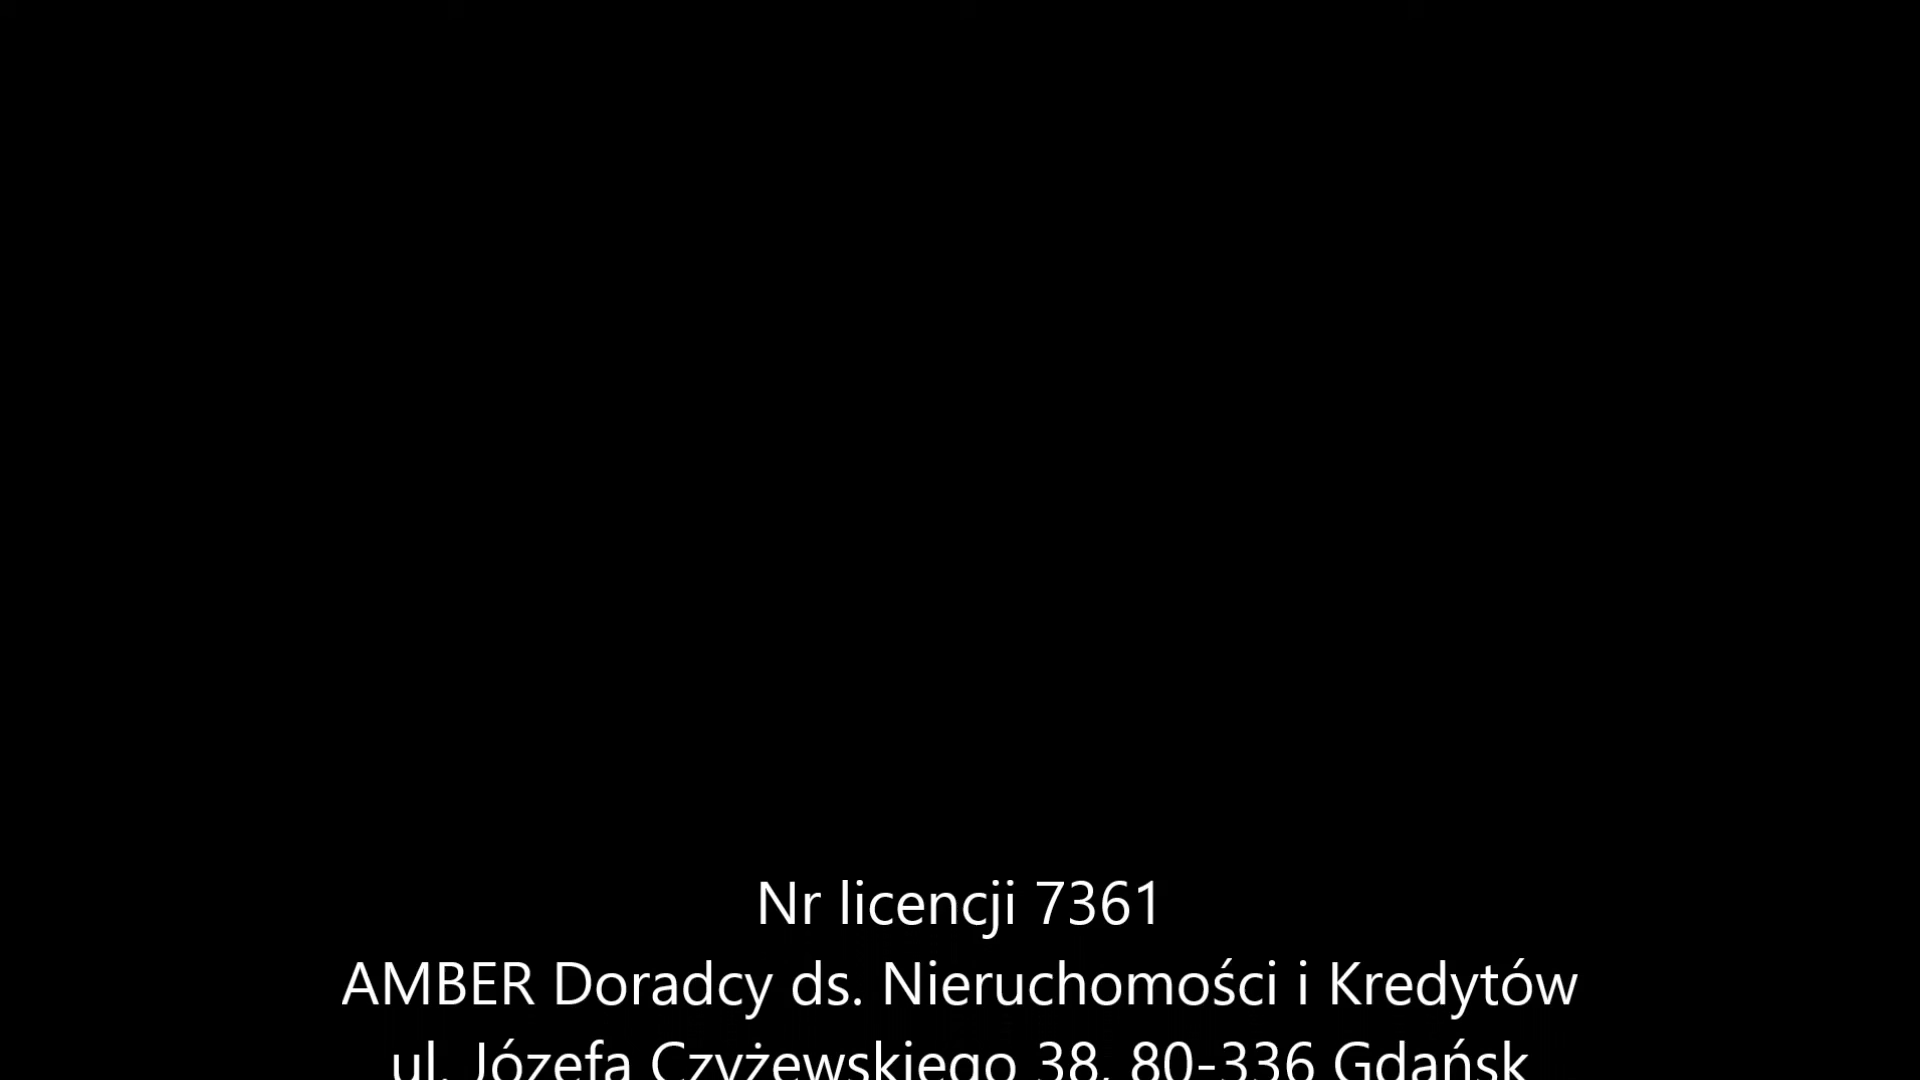 Nr licencji 7361
AMBER Doradcy ds. Nieruchomości i Kredytów
ul. Józefa Czyżewskiego 38, 80-336 Gdańsk